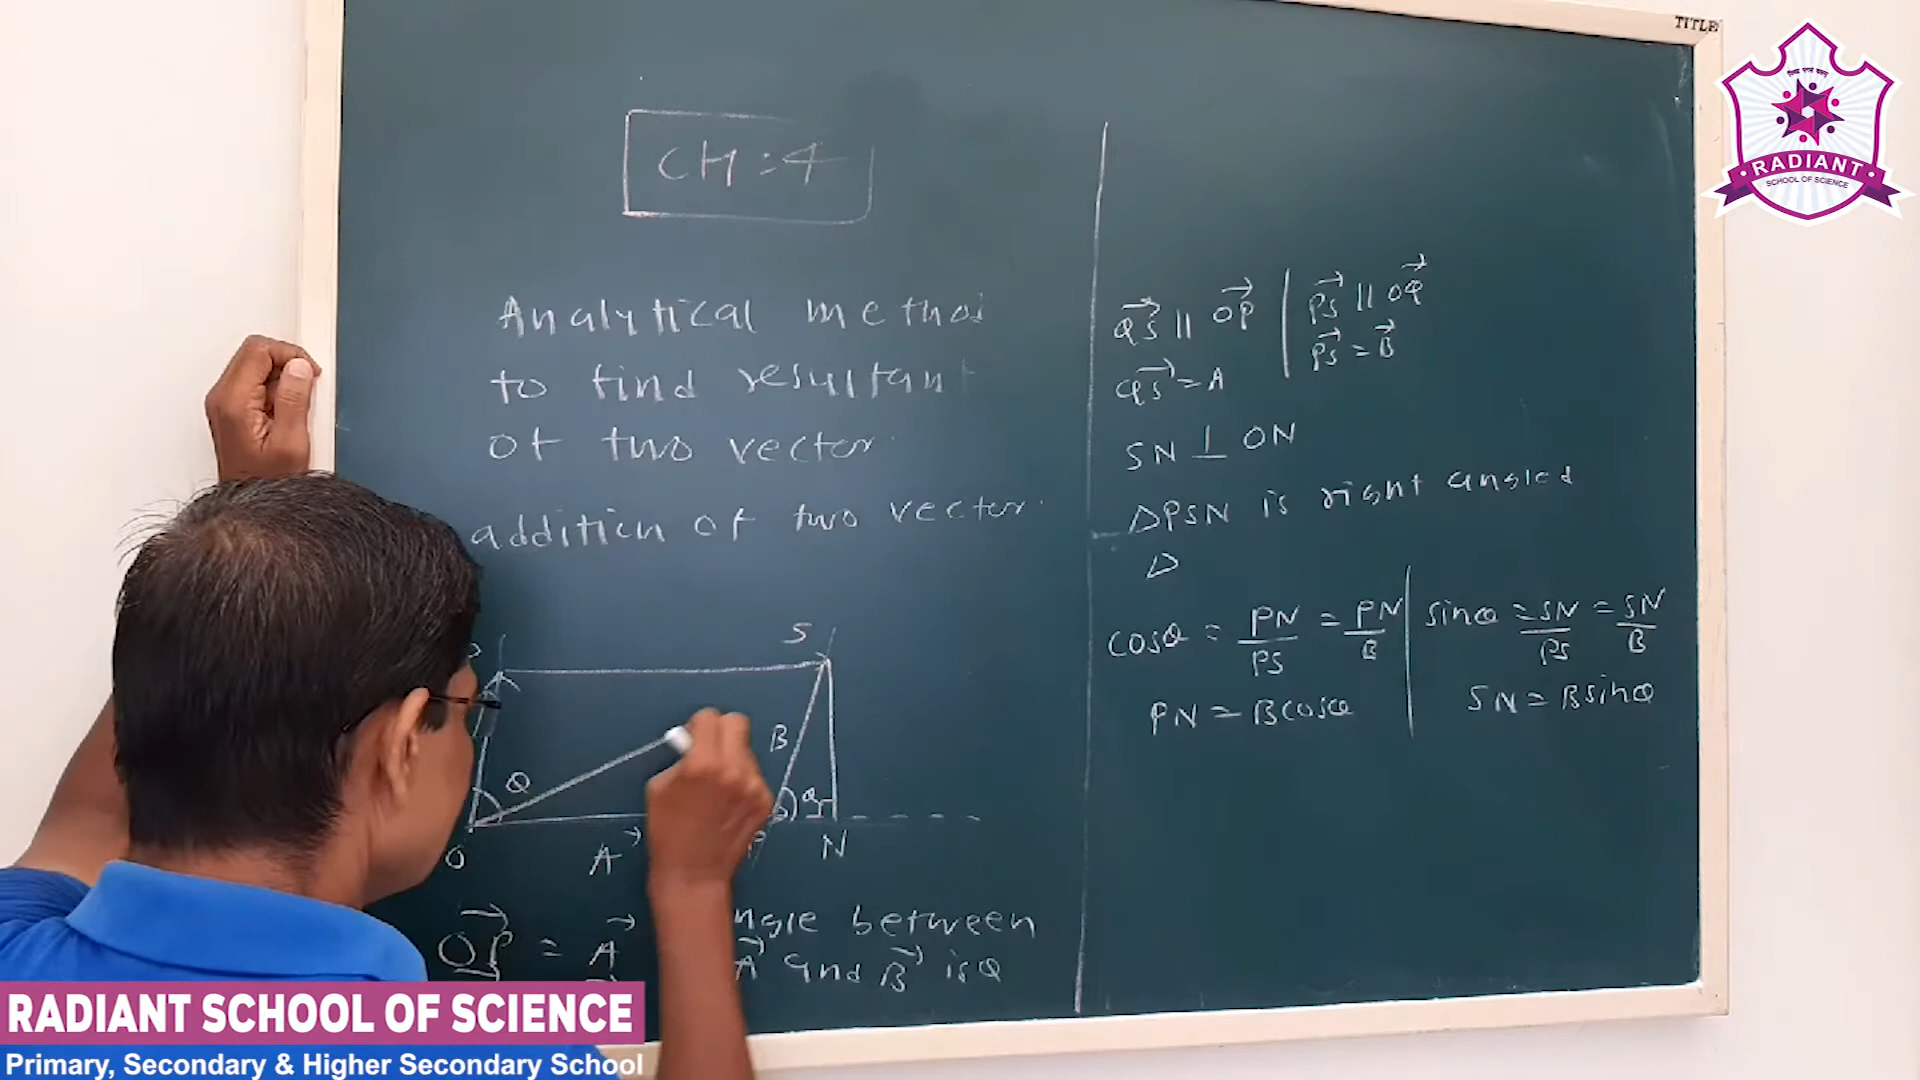 TITLE
RADIANT
SCHOOL OF SCIENCE
CH:4
Analytical method
to find resultant
of two vector.
addition of two vector.
S
B
θ
θ
O
A
P
N
OP = A
angle between
A and B is θ
QS || OP
PS || OQ
QS = A
PS = B
SN ⊥ ON
ΔPSN is right angled
Δ
cosθ = PN/PS = PN/B
sinθ = SN/PS = SN/B
PN = Bcosθ
SN = Bsinθ
RADIANT SCHOOL OF SCIENCE
Primary, Secondary & Higher Secondary School